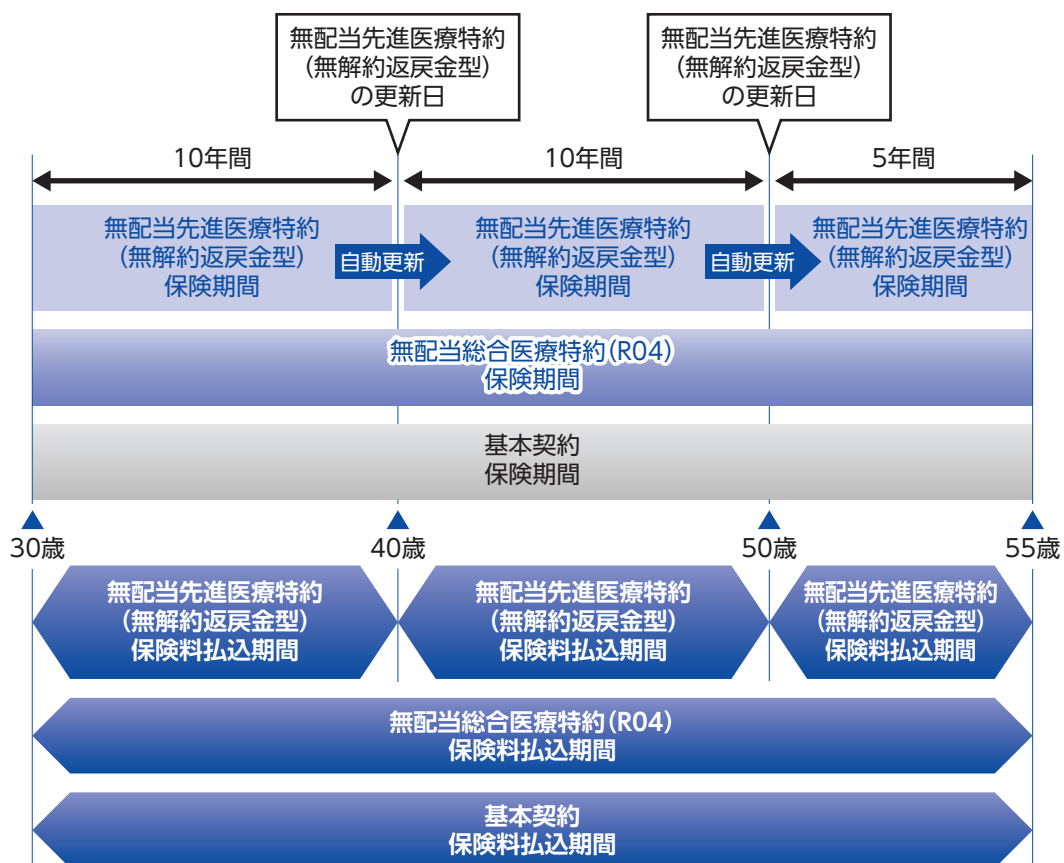 無配当先進医療特約
(無解約返戻金型)
の更新日
無配当先進医療特約
(無解約返戻金型)
の更新日
10年間
10年間
5年間
無配当先進医療特約
(無解約返戻金型)
保険期間
自動更新
無配当先進医療特約
(無解約返戻金型)
保険期間
自動更新
無配当先進医療特約
(無解約返戻金型)
保険期間
無配当総合医療特約(R04)
保険期間
基本契約
保険期間
30歳
40歳
50歳
55歳
無配当先進医療特約
(無解約返戻金型)
保険料払込期間
無配当先進医療特約
(無解約返戻金型)
保険料払込期間
無配当先進医療特約
(無解約返戻金型)
保険料払込期間
無配当総合医療特約(R04)
保険料払込期間
基本契約
保険料払込期間